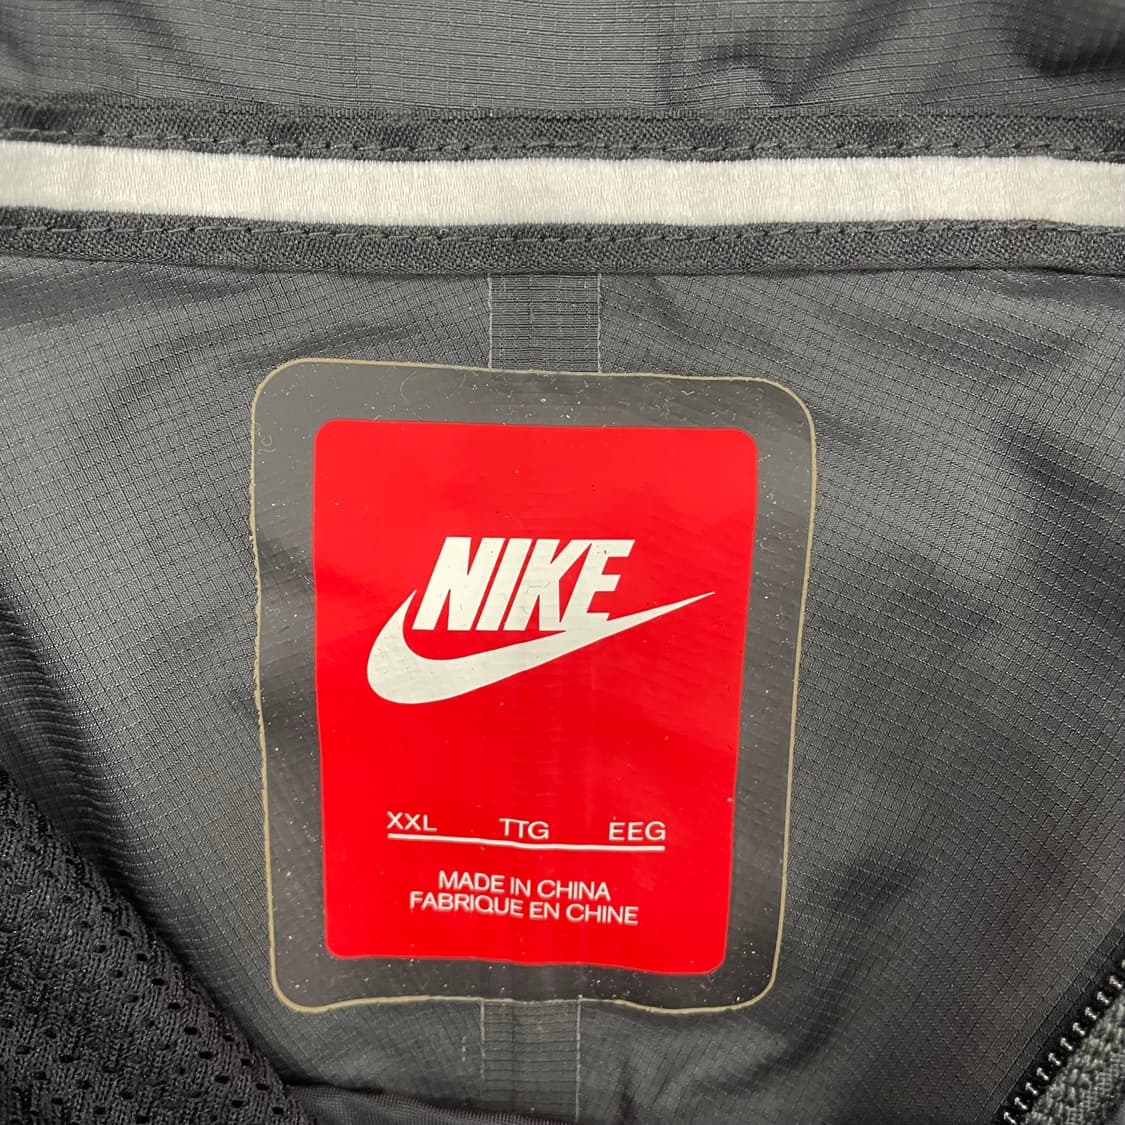 NIKE
XXL TTG EEG
MADE IN CHINA
FABRIQUE EN CHINE